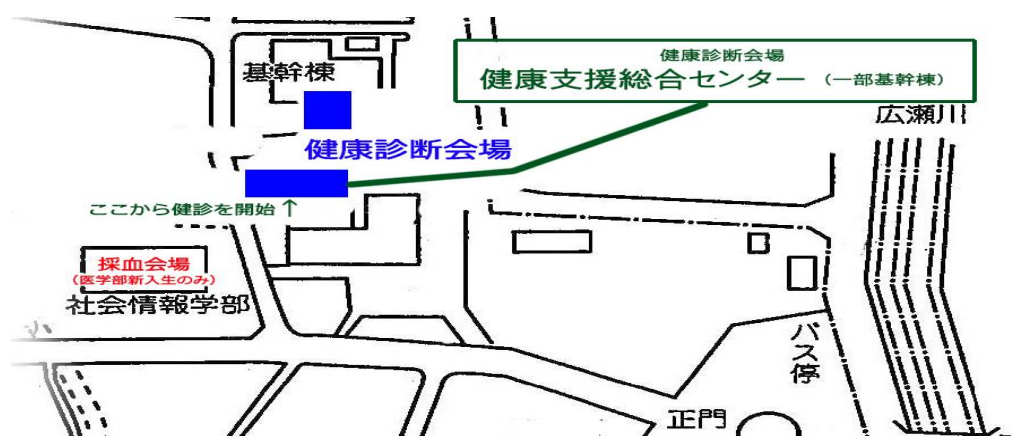 健康診断会場
健康支援総合センター （一部基幹棟）
基幹棟
広瀬川
健康診断会場
ここから健診を開始↑
採血会場
（医学部新入生のみ）
社会情報学部
バス停
正門